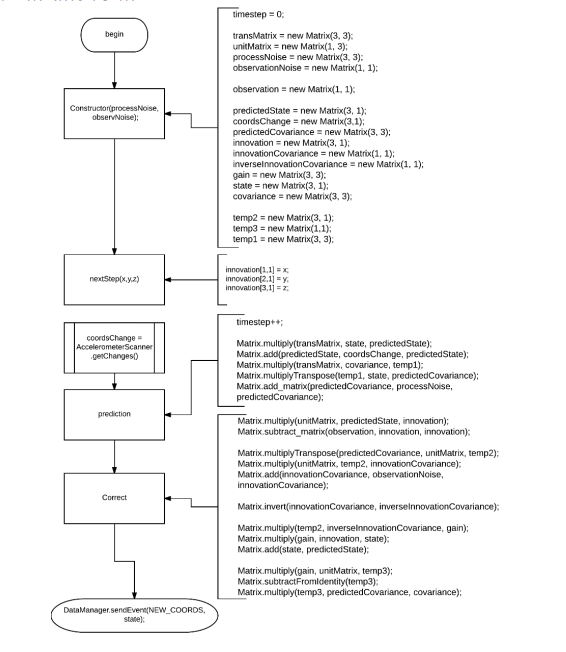 begin
timestep = 0;
transMatrix = new Matrix(3, 3);
unitMatrix = new Matrix(1, 3);
processNoise = new Matrix(3, 3);
observationNoise = new Matrix(1, 1);
observation = new Matrix(1, 1);
predictedState = new Matrix(3, 1);
coordsChange = new Matrix(3,1);
predictedCovariance = new Matrix(3, 3);
innovation = new Matrix(3, 1);
innovationCovariance = new Matrix(1, 1);
inverseInnovationCovariance = new Matrix(1, 1);
gain = new Matrix(3, 3);
state = new Matrix(3, 1);
covariance = new Matrix(3, 3);
temp2 = new Matrix(3, 1);
temp3 = new Matrix(1,1);
temp1 = new Matrix(3, 3);
Constructor(processNoise,
observNoise);
nextStep(x,y,z)
innovation[1,1] = x;
innovation[2,1] = y;
innovation[3,1] = z;
coordsChange =
AccelerometerScanner
.getChanges()
timestep++;
Matrix.multiply(transMatrix, state, predictedState);
Matrix.add(predictedState, coordsChange, predictedState);
Matrix.multiply(transMatrix, covariance, temp1);
Matrix.multiplyTranspose(temp1, state, predictedCovariance);
Matrix.add_matrix(predictedCovariance, processNoise,
predictedCovariance);
prediction
Matrix.multiply(unitMatrix, predictedState, innovation);
Matrix.subtract_matrix(observation, innovation, innovation);
Matrix.multiplyTranspose(predictedCovariance, unitMatrix, temp2);
Matrix.multiply(unitMatrix, temp2, innovationCovariance);
Matrix.add(innovationCovariance, observationNoise,
innovationCovariance);
Matrix.invert(innovationCovariance, inverseInnovationCovariance);
Matrix.multiply(temp2, inverseInnovationCovariance, gain);
Matrix.multiply(gain, innovation, state);
Matrix.add(state, predictedState);
Matrix.multiply(gain, unitMatrix, temp3);
Matrix.subtractFromIdentity(temp3);
Matrix.multiply(temp3, predictedCovariance, covariance);
Correct
DataManager.sendEvent(NEW_COORDS,
state);